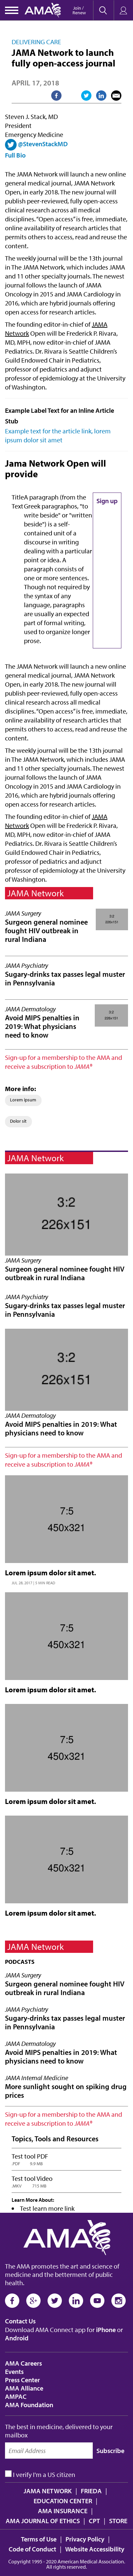 AMA
Join /
Renew
DELIVERING CARE
JAMA Network to launch
fully open-access journal
APRIL 17, 2018
Steven J. Stack, MD
President
Emergency Medicine
@StevenStackMD
Full Bio
The JAMA Network will launch a new online
general medical journal, JAMA Network
Open, in early 2018. The new journal will
publish peer-reviewed, open-access
research from all biomedical and clinical
disciplines. "Open access" is free, immediate,
online availability of research articles that
permits no download, access, read and
extract the content.
The weekly journal will be the 13th journal
in The JAMA Network, which includes JAMA
and 11 other specialty journals. The new
journal follows the launch of JAMA
Oncology in 2015 and JAMA Cardiology in
2016, which are hybrid journals offering
open access for authors.
The founding editor-in-chief of JAMA
Network Open will be Frederick P. Rivara,
MD, MPH, editor-in-chief of JAMA
Pediatrics. Dr. Rivara is Seattle Children's
Guild Endowed Chair in Pediatrics,
professor of pediatrics and adjunct
professor of epidemiology at the University
of Washington.
Example Label Text for an Inline Article
Stub
Example text for the article link, lorem
ipsum dolor sit amet
Jama Network Open will
provide
Title A paragraph (from the
Text Greek paragraphos, "to
write beside" or "written
beside") is a self-
contained unit of a
discourse in writing
dealing with a particular
point or idea. A
paragraph consists of
one or more sentences.
Though not required by
the syntax of any
language, paragraphs
are usually an expected
part of formal writing,
used to organize longer
prose.
Sign up
The JAMA Network will launch a new online
general medical journal, JAMA Network
Open, in early 2018. The new journal will
publish peer-reviewed, open-access
research from all biomedical and clinical
disciplines. "Open access" is free, immediate,
online availability of research articles that
permits no download, access, read and
extract the content.
The weekly journal will be the 13th journal
in The JAMA Network, which includes JAMA
and 11 other specialty journals. The new
journal follows the launch of JAMA
Oncology in 2015 and JAMA Cardiology in
2016, which are hybrid journals offering
open access for authors.
The founding editor-in-chief of JAMA
Network Open will be Frederick P. Rivara,
MD, MPH, editor-in-chief of JAMA
Pediatrics. Dr. Rivara is Seattle Children's
Guild Endowed Chair in Pediatrics,
professor of pediatrics and adjunct
professor of epidemiology at the University
of Washington.
JAMA Network
JAMA Surgery
Surgeon general nominee
fought HIV outbreak in
rural Indiana
3:2
226x151
JAMA Psychiatry
Sugary-drinks tax passes legal muster
in Pennsylvania
JAMA Dermatology
Avoid MIPS penalties in
2019: What physicians
need to know
3:2
226x151
Sign-up for a membership to the AMA and
receive a subscription to JAMA*
More info:
Lorem ipsum
Dolor sit
JAMA Network
3:2
226x151
JAMA Surgery
Surgeon general nominee fought HIV
outbreak in rural Indiana
JAMA Psychiatry
Sugary-drinks tax passes legal muster
in Pennsylvania
3:2
226x151
JAMA Dermatology
Avoid MIPS penalties in 2019: What
physicians need to know
Sign-up for a membership to the AMA and
receive a subscription to JAMA*
7:5
450x321
Lorem ipsum dolor sit amet.
JUL 28, 2017 | 5 MIN READ
7:5
450x321
Lorem ipsum dolor sit amet.
7:5
450x321
Lorem ipsum dolor sit amet.
7:5
450x321
Lorem ipsum dolor sit amet.
JAMA Network
PODCASTS
JAMA Surgery
Surgeon general nominee fought HIV
outbreak in rural Indiana
JAMA Psychiatry
Sugary-drinks tax passes legal muster
in Pennsylvania
JAMA Dermatology
Avoid MIPS penalties in 2019: What
physicians need to know
JAMA Internal Medicine
More sunlight sought on spiking drug
prices
Sign-up for a membership to the AMA and
receive a subscription to JAMA*
Topics, Tools and Resources
Test tool PDF
Test tool Video
Learn More About:
Test learn more link
AMA
The AMA promotes the art and science of
medicine and the betterment of public
health.
Contact Us
Download AMA Connect app for iPhone or
Android
AMA Careers
Events
Press Center
AMA Alliance
AMPAC
AMA Foundation
The best in medicine, delivered to your
mailbox
Email Address
Subscribe
I verify I'm a US citizen
JAMA NETWORK | FREIDA |
EDUCATION CENTER |
AMA INSURANCE |
AMA JOURNAL OF ETHICS | CPT | STORE
Terms of Use | Privacy Policy |
Code of Conduct | Website Accessibility
Copyright 1995 - 2020 American Medical Association.
All rights reserved.